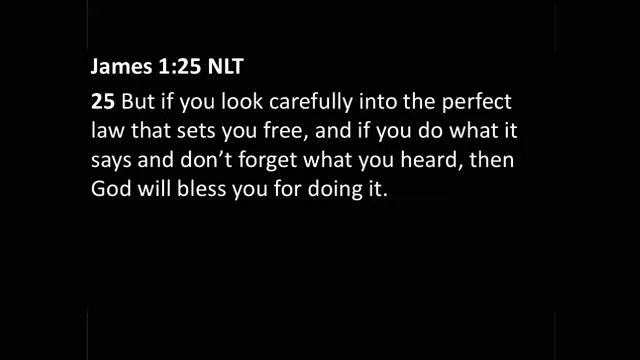 James 1:25 NLT
25 But if you look carefully into the perfect
law that sets you free, and if you do what it
says and don’t forget what you heard, then
God will bless you for doing it.